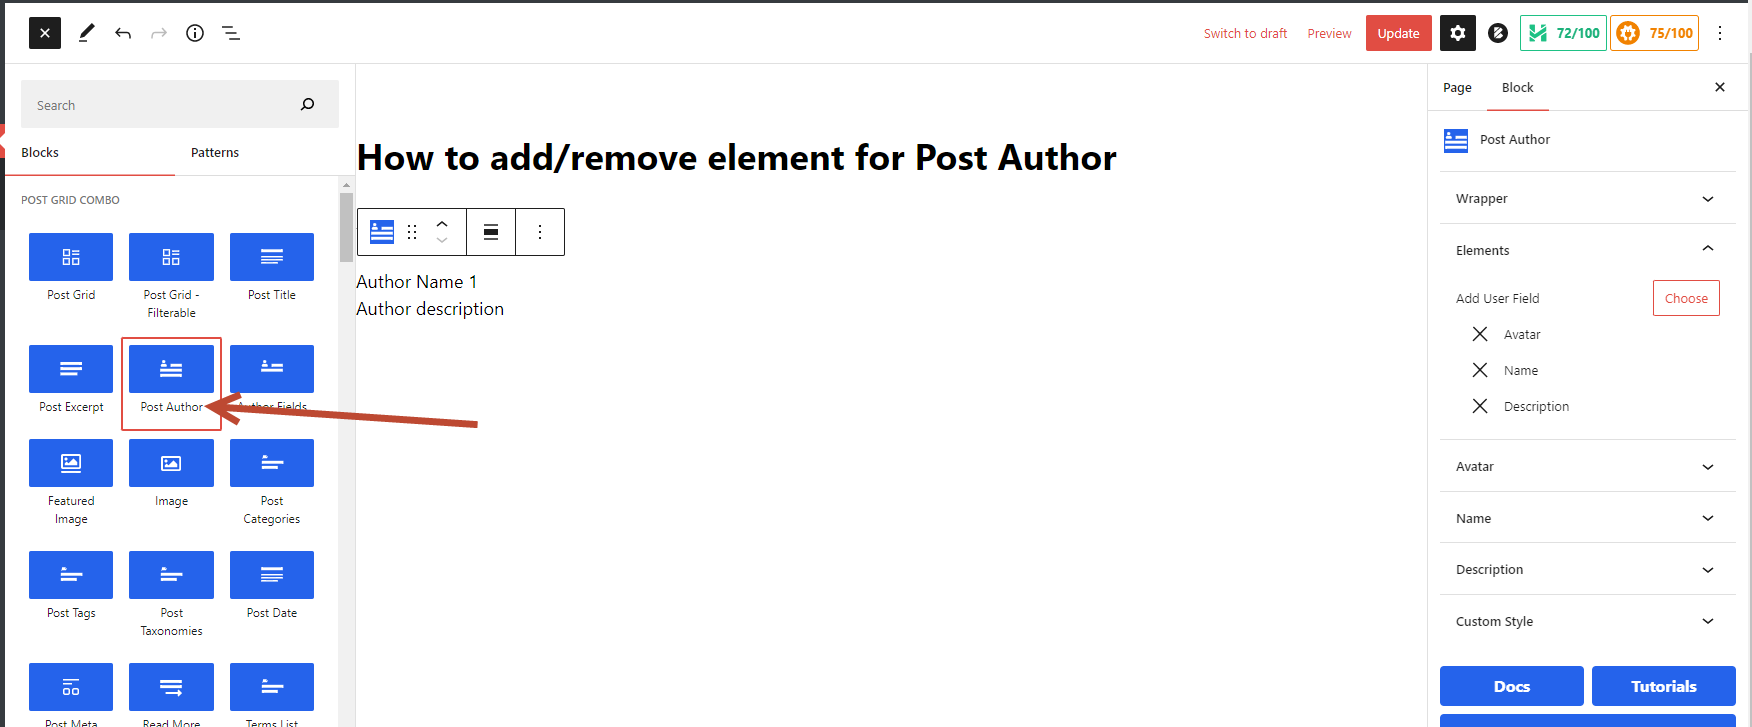 Switch to draft
Preview
Update
72/100
75/100
Search
Blocks
Patterns
POST GRID COMBO
Post Grid
Post Grid -
Filterable
Post Title
Post Excerpt
Post Author
Author Fields
Featured
Image
Image
Post
Categories
Post Tags
Post
Taxonomies
Post Date
Post Meta
Read More
Terms List
How to add/remove element for Post Author
Author Name 1
Author description
Page
Block
Post Author
Wrapper
Elements
Add User Field
Choose
Avatar
Name
Description
Avatar
Name
Description
Custom Style
Docs
Tutorials